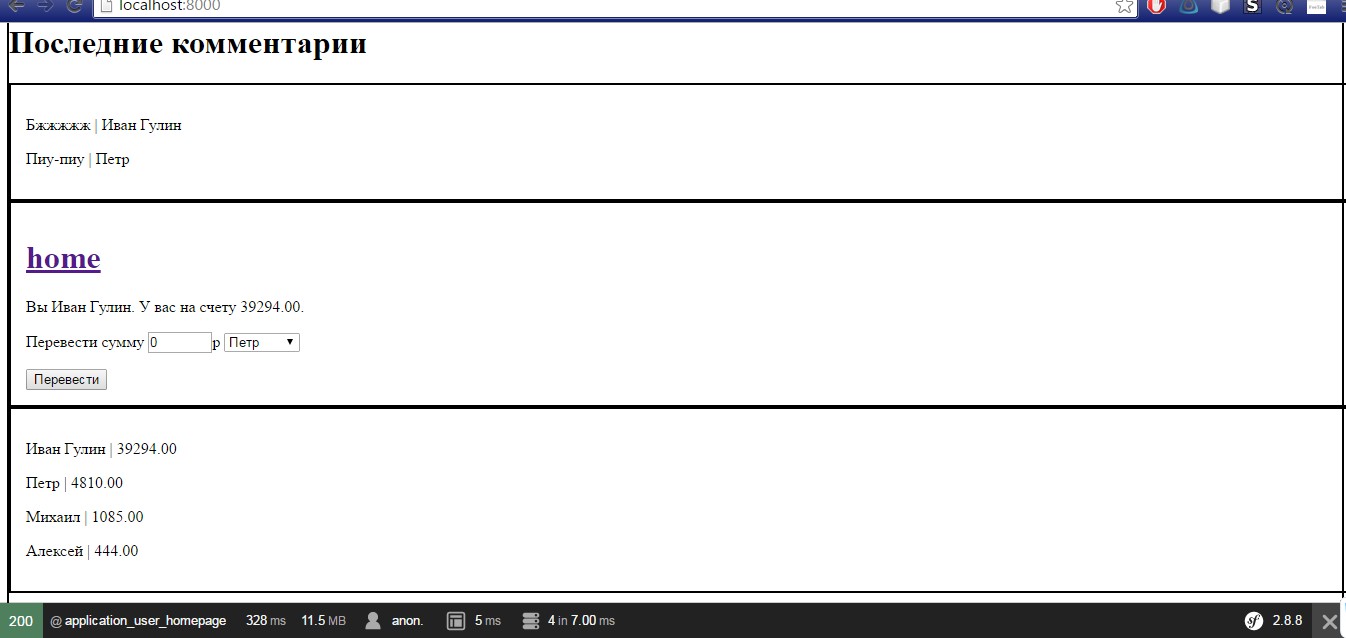 localhost:8000
Последние комментарии
Бжжжжж | Иван Гулин
Пиу-пиу | Петр
home
Вы Иван Гулин. У вас на счету 39294.00.
Перевести сумму 0 р Петр
Перевести
Иван Гулин | 39294.00
Петр | 4810.00
Михаил | 1085.00
Алексей | 444.00
200 @ application_user_homepage 328 ms 11.5 MB anon. 5 ms 4 in 7.00 ms sf 2.8.8